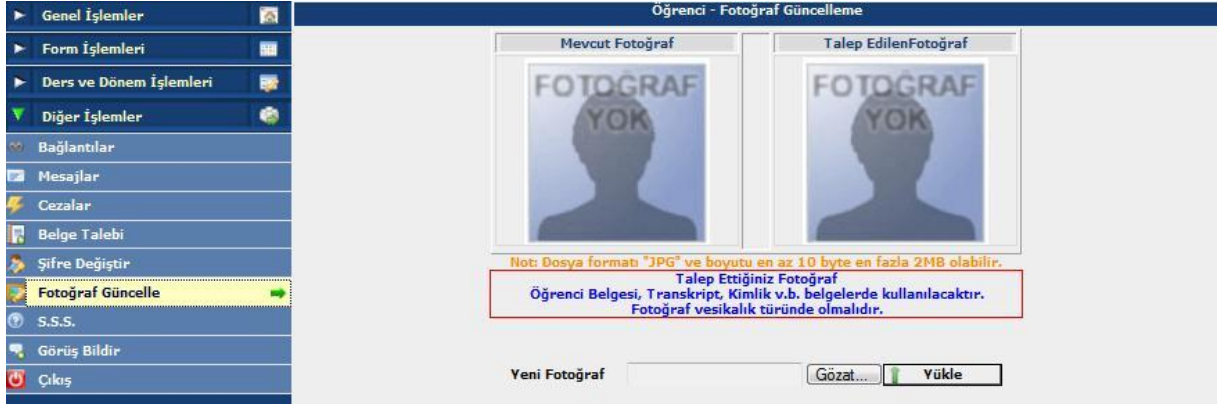 Genel İşlemler
Form İşlemleri
Ders ve Dönem İşlemleri
Diğer İşlemler
Bağlantılar
Mesajlar
Cezalar
Belge Talebi
Şifre Değiştir
Fotoğraf Güncelle
S.S.S.
Görüş Bildir
Çıkış
Öğrenci - Fotoğraf Güncelleme
Mevcut Fotoğraf
Talep EdilenFotoğraf
FOTOĞRAF
YOK
FOTOĞRAF
YOK
Not: Dosya formatı "JPG" ve boyutu en az 10 byte en fazla 2MB olabilir.
Talep Ettiğiniz Fotoğraf
Öğrenci Belgesi, Transkript, Kimlik v.b. belgelerde kullanılacaktır.
Fotoğraf vesikalık türünde olmalıdır.
Yeni Fotoğraf Gözat... Yükle